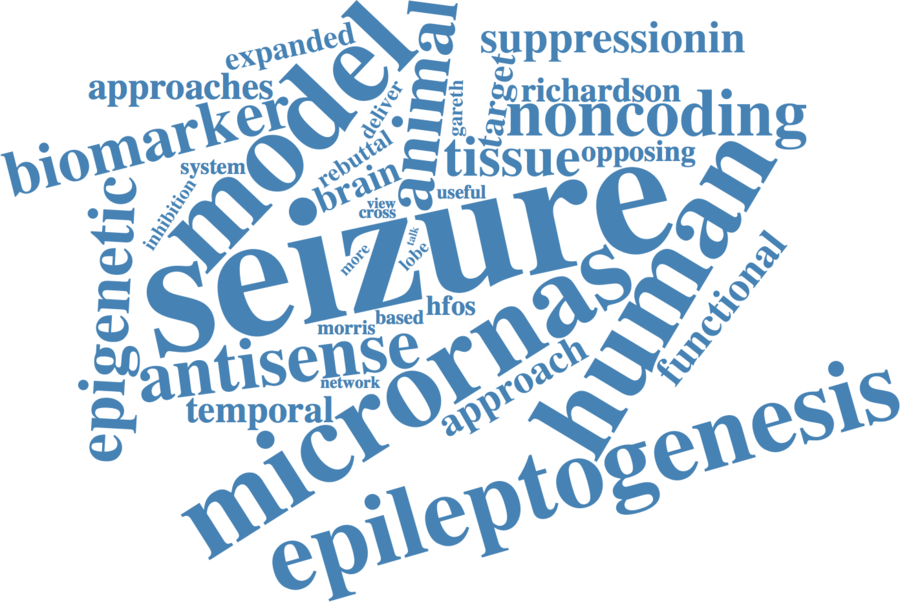 expanded
model
animal
suppressionin
approaches
deliver
gareth
target
richardson
biomarker
noncoding
system
rebuttal
tissue
opposing
inhibition
brain
useful
view
cross
epigenetic
seizure
human
talk
more
lobe
functional
hfos
based
morris
micrornas
antisense
network
approach
temporal
epileptogenesis